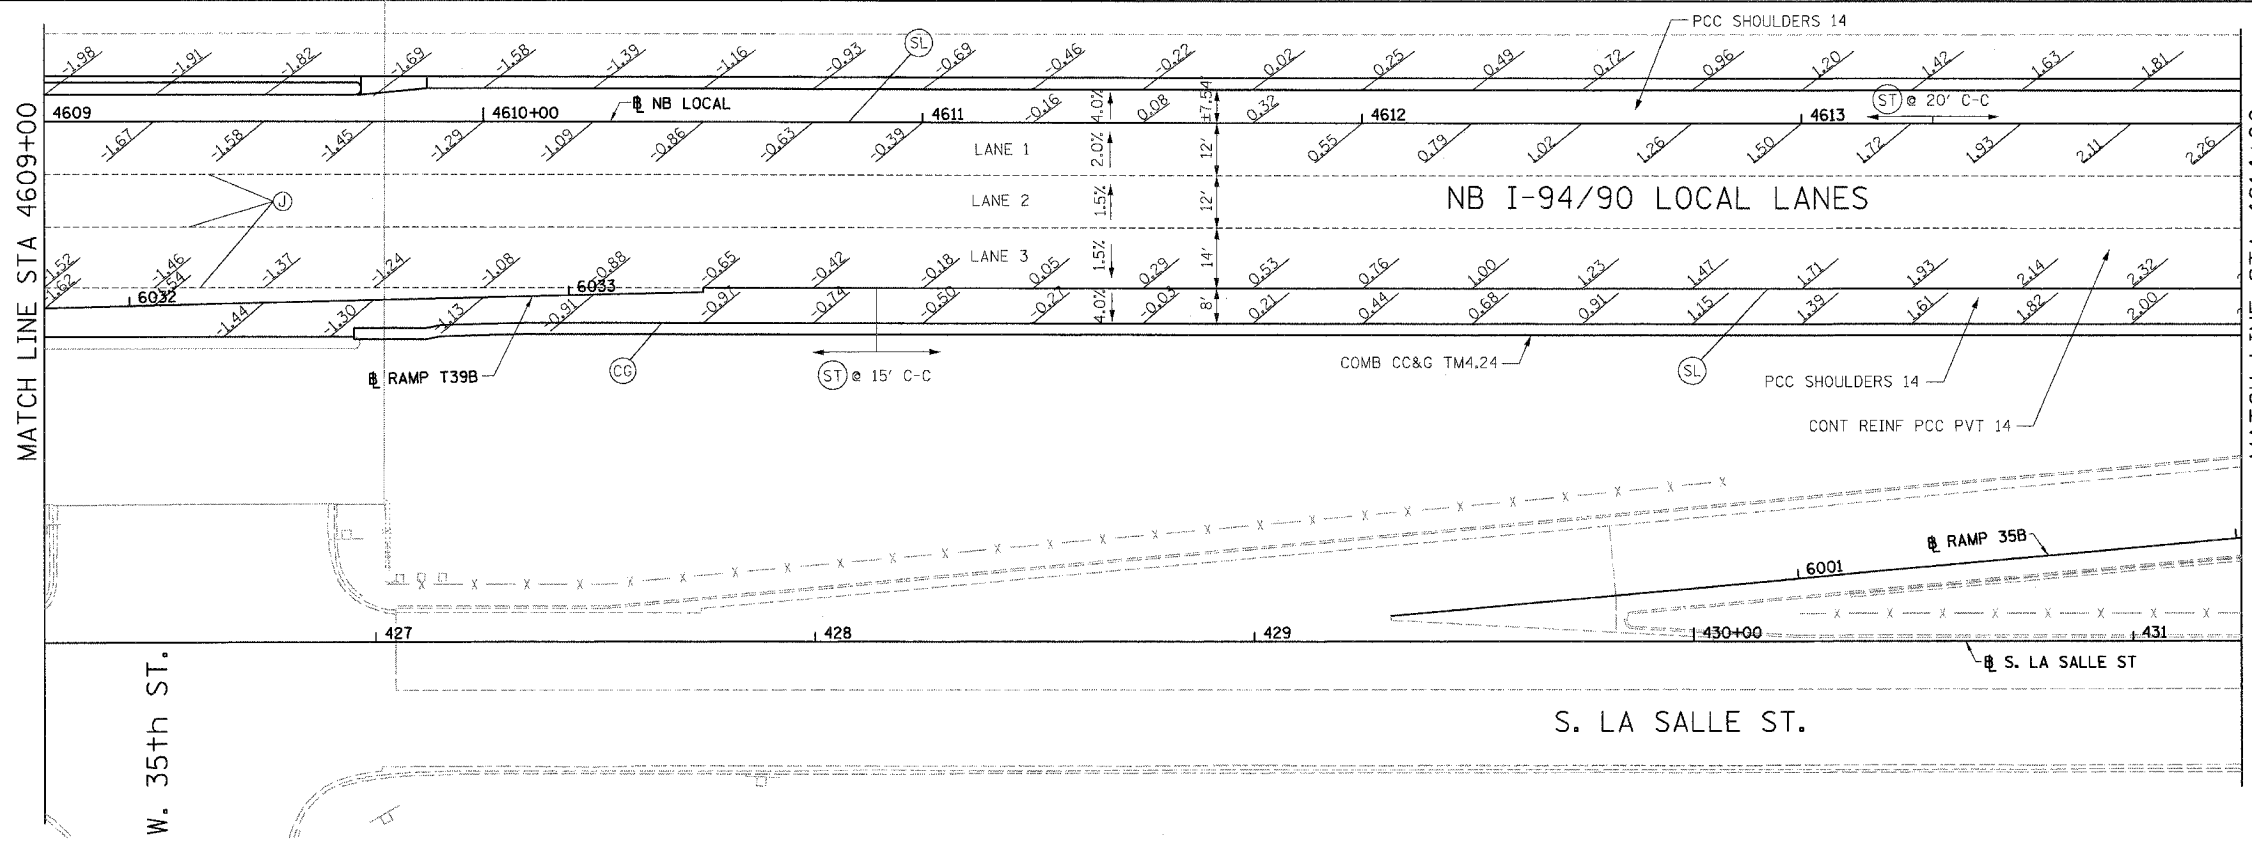 PCC SHOULDERS 14
-1.98 -1.91 -1.82 -1.69 -1.58 -1.39 -1.16 -0.93 -0.69 -0.46 -0.22 0.02 0.25 0.49 0.72 0.96 1.20 1.42 1.63 1.81
SL
4609 4610+00 4611 4612 4613
℄ NB LOCAL
-0.16 0.08 0.32
4.0% ±7.54'
ST @ 20' C-C
-1.67 -1.58 -1.45 -1.29 -1.09 -0.86 -0.63 -0.39 0.55 0.79 1.02 1.26 1.50 1.72 1.93 2.11 2.26
LANE 1 2.0% 12'
LANE 2 1.5% 12'
LANE 3 1.5% 14'
J
NB I-94/90 LOCAL LANES
-1.52 -1.46 -1.37 -1.24 -1.08 -0.88 -0.65 -0.42 -0.18 0.05 0.29 0.53 0.76 1.00 1.23 1.47 1.71 1.93 2.14 2.32
-1.62 -1.54 -1.44 -1.30 -1.13 -0.91 -0.97 -0.74 -0.50 -0.27 -0.03 0.21 0.44 0.68 0.91 1.15 1.39 1.61 1.82 2.00
6032 6033
4.0% 8'
℄ RAMP T39B
CG
ST @ 15' C-C
COMB CC&G TM4.24
SL
PCC SHOULDERS 14
CONT REINF PCC PVT 14
MATCH LINE STA 4609+00
℄ RAMP 35B
6001
427 428 429 430+00 431
℄ S. LA SALLE ST
S. LA SALLE ST.
W. 35th ST.